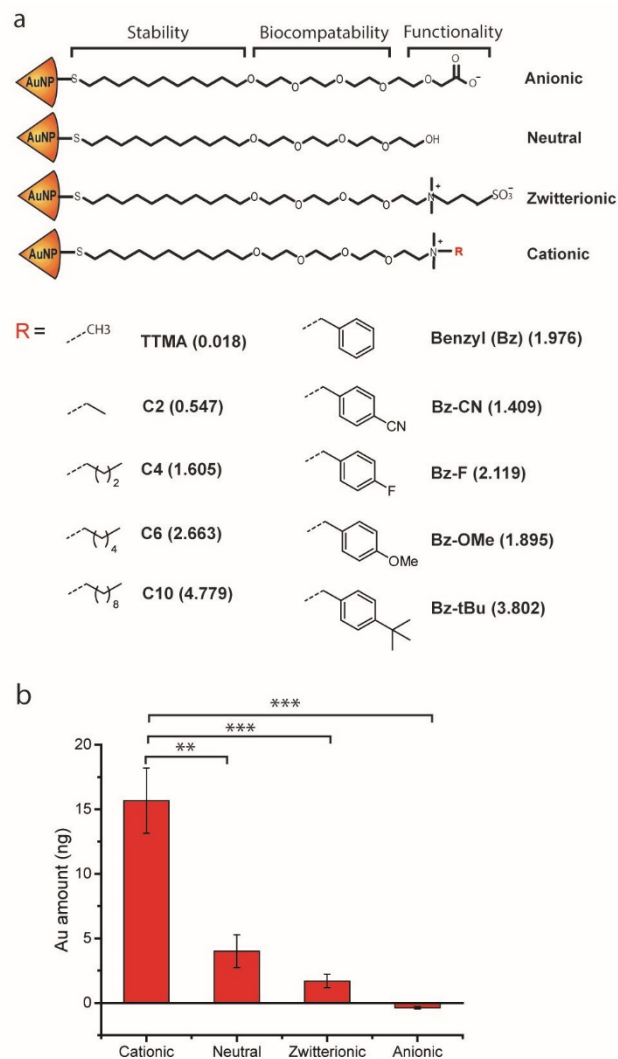 a
Stability Biocompatability Functionality
AuNP S O O O O O O O⁻ Anionic
AuNP S O O O O OH Neutral
AuNP S O O O O N + SO₃⁻ Zwitterionic
AuNP S O O O O N + R Cationic
R = CH3 TTMA (0.018) Benzyl (Bz) (1.976)
C2 (0.547) CN Bz-CN (1.409)
( )2 C4 (1.605) F Bz-F (2.119)
( )4 C6 (2.663) OMe Bz-OMe (1.895)
( )8 C10 (4.779) Bz-tBu (3.802)
b
***
***
**
20
15
10
5
0
Au amount (ng)
Cationic Neutral Zwitterionic Anionic